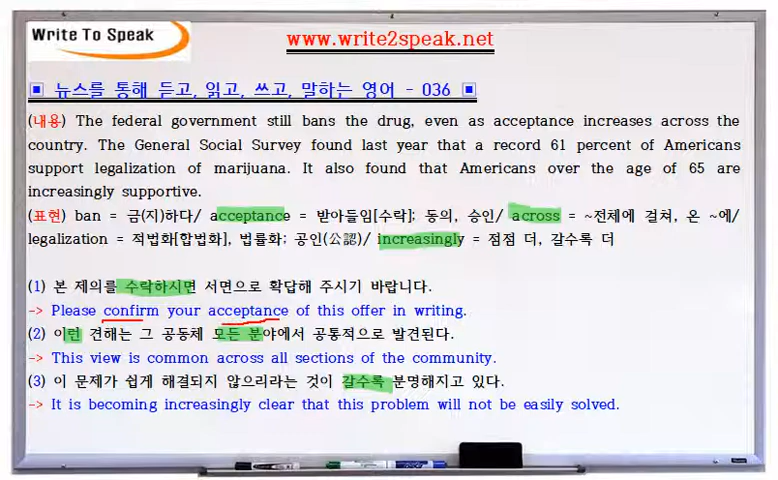 Write To Speak
www.write2speak.net
▣ 뉴스를 통해 듣고, 읽고, 쓰고, 말하는 영어 - 036 ▣
(내용) The federal government still bans the drug, even as acceptance increases across the
country. The General Social Survey found last year that a record 61 percent of Americans
support legalization of marijuana. It also found that Americans over the age of 65 are
increasingly supportive.
(표현) ban = 금(지)하다/ acceptance = 받아들임[수락]; 동의, 승인/ across = ~전체에 걸쳐, 온 ~에/
legalization = 적법화[합법화], 법률화; 공인(公認)/ increasingly = 점점 더, 갈수록 더
(1) 본 제의를 수락하시면 서면으로 확답해 주시기 바랍니다.
-> Please confirm your acceptance of this offer in writing.
(2) 이런 견해는 그 공동체 모든 분야에서 공통적으로 발견된다.
-> This view is common across all sections of the community.
(3) 이 문제가 쉽게 해결되지 않으리라는 것이 갈수록 분명해지고 있다.
-> It is becoming increasingly clear that this problem will not be easily solved.